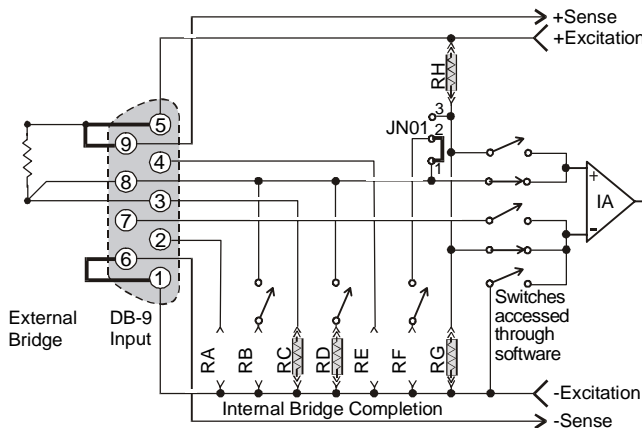 +Sense
+Excitation
RH
JN01
3
2
1
5
9
4
8
3
7
2
6
1
+
-
IA
External
Bridge
DB-9
Input
RA
RB
RC
RD
RE
RF
RG
Switches
accessed
through
software
Internal Bridge Completion
-Excitation
-Sense